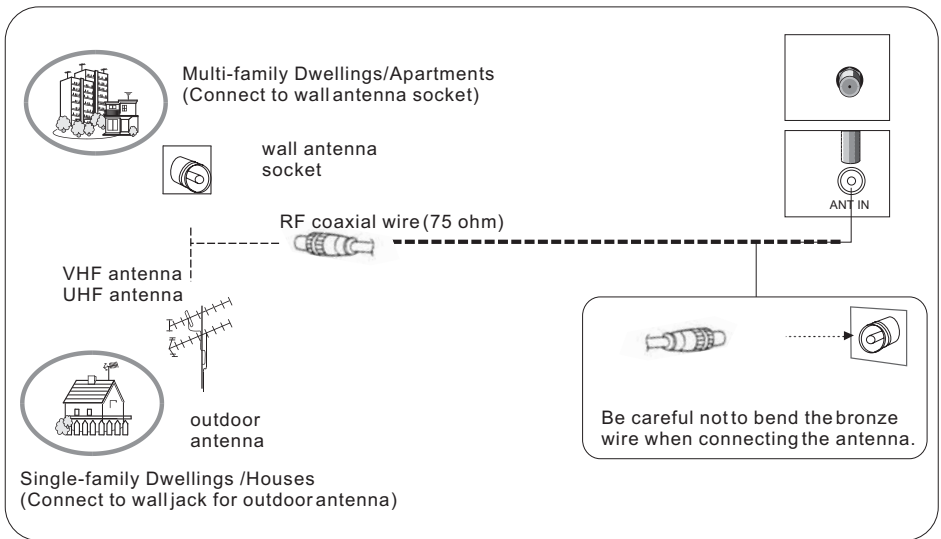 Multi-family Dwellings/Apartments
(Connect to wall antenna socket)
wall antenna
socket
ANT IN
RF coaxial wire (75 ohm)
VHF antenna
UHF antenna
outdoor
antenna
Be careful not to bend the bronze
wire when connecting the antenna.
Single-family Dwellings /Houses
(Connect to wall jack for outdoor antenna)